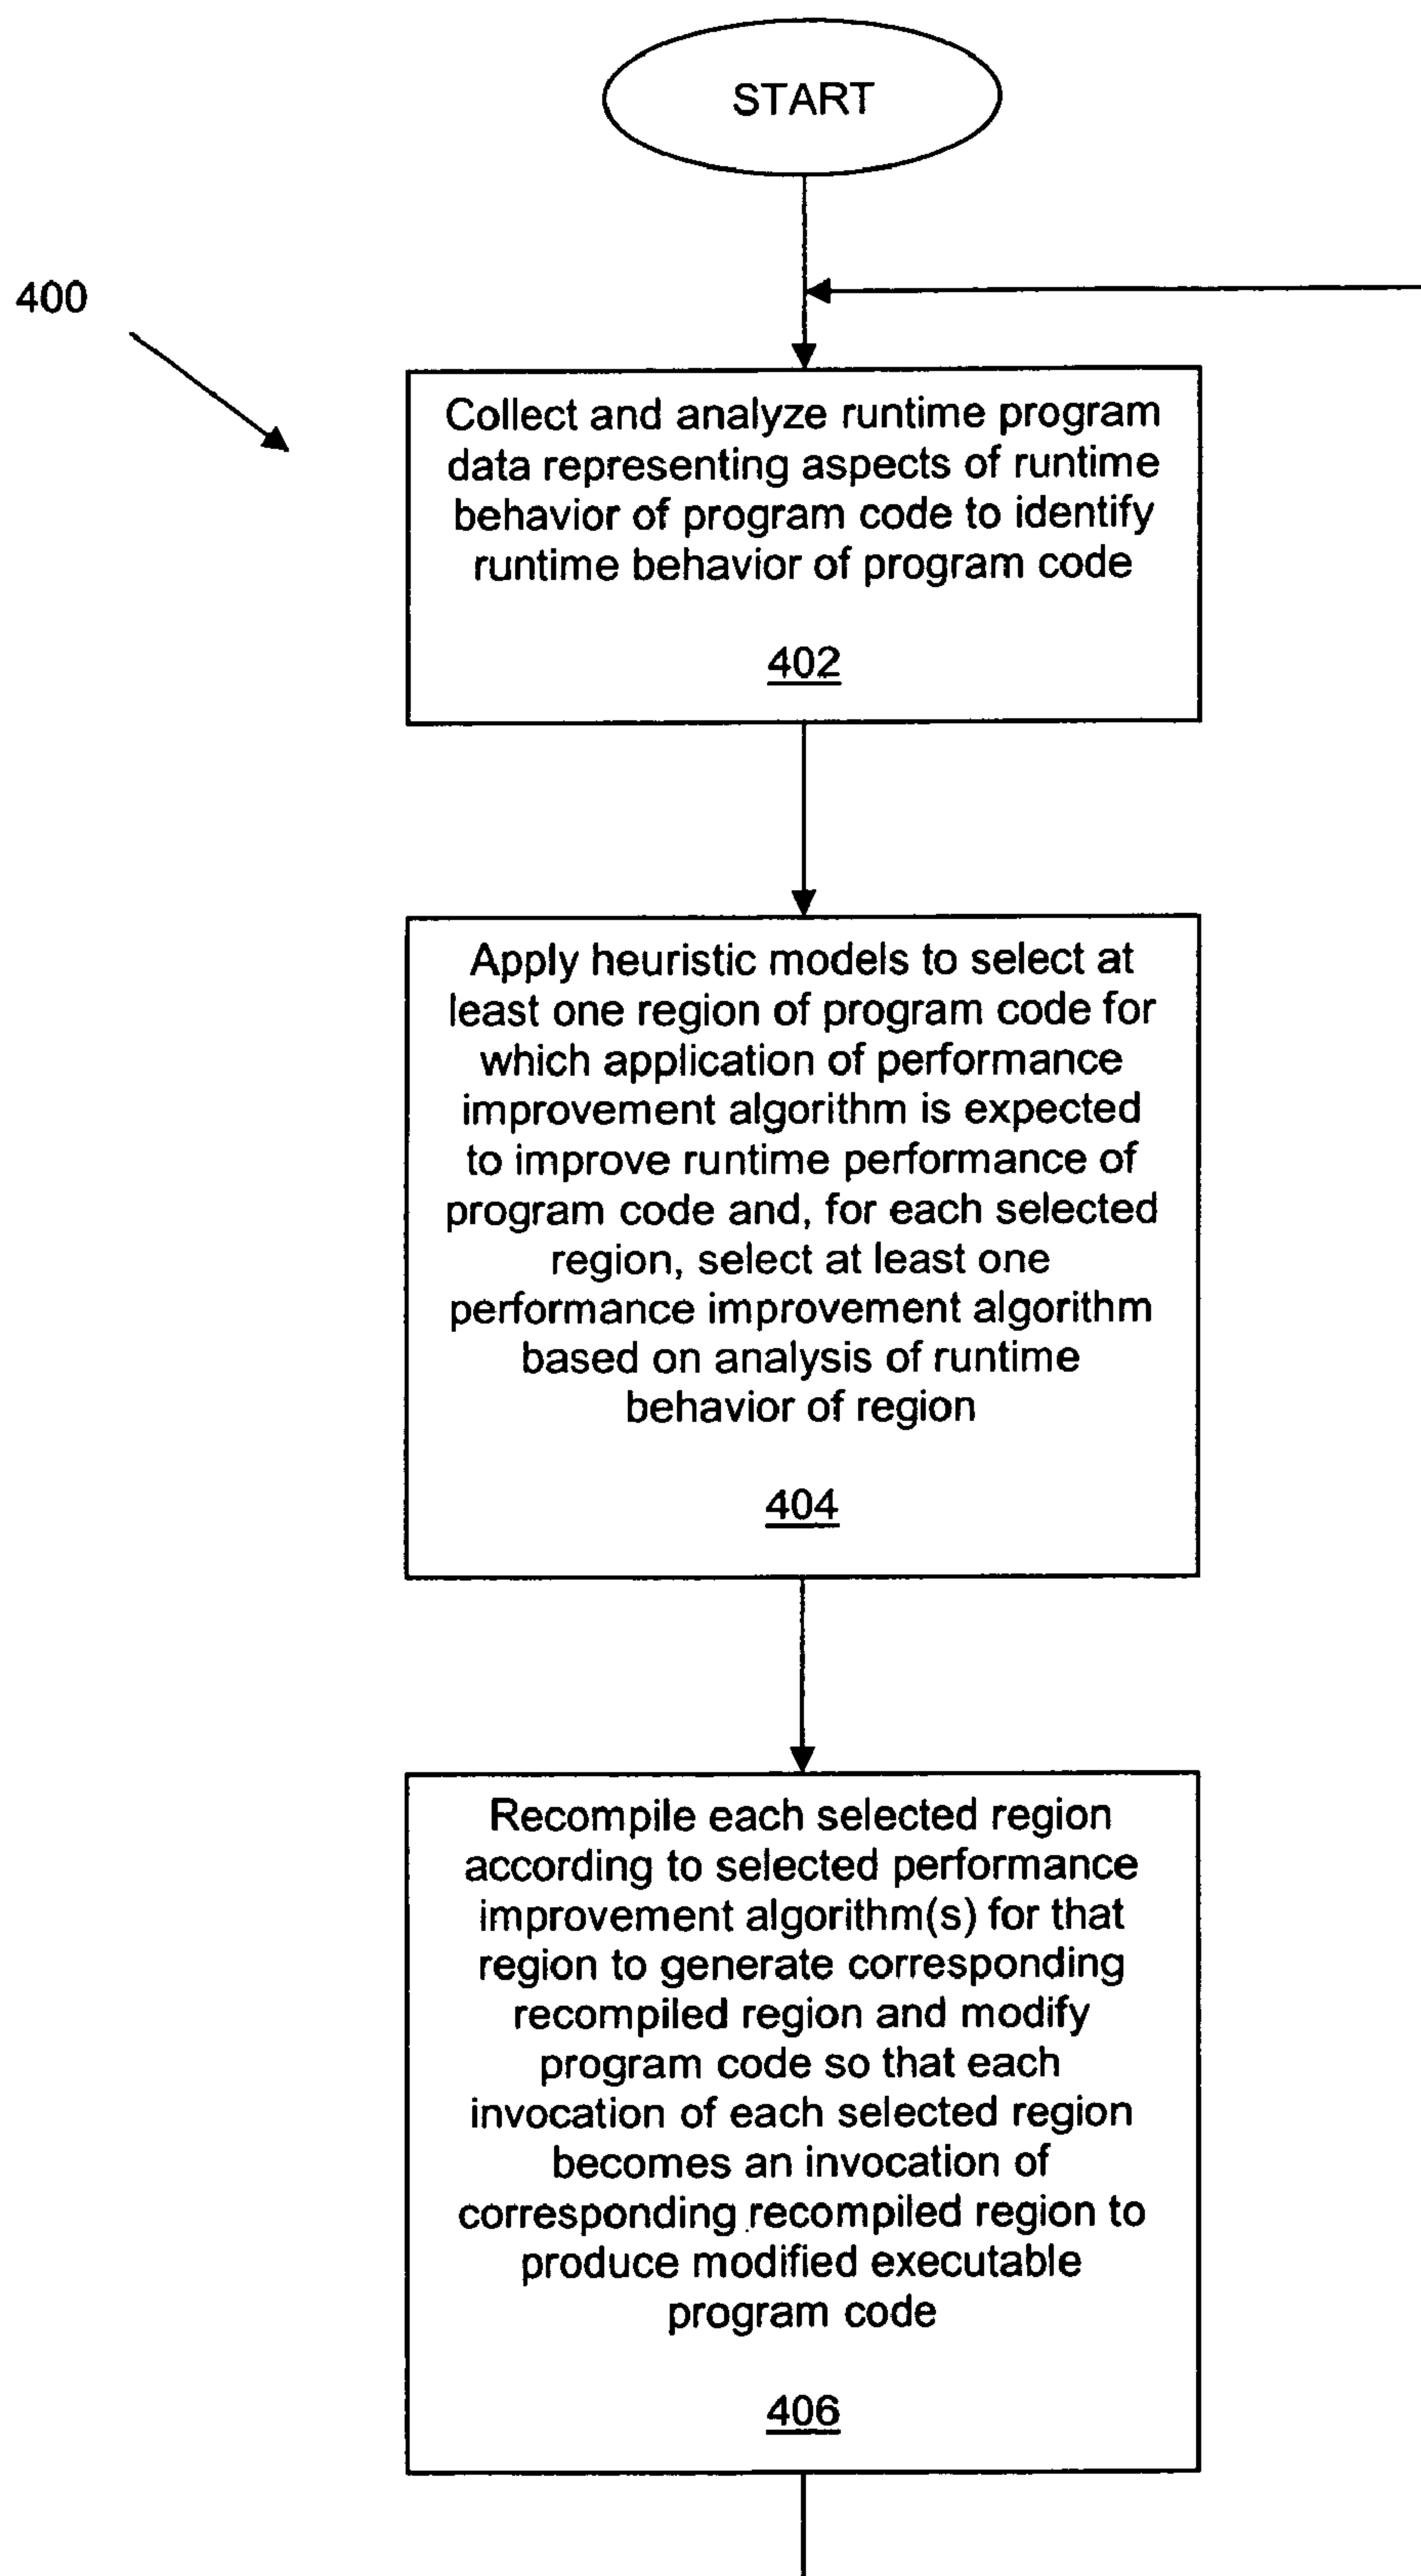 START
400
Collect and analyze runtime program
data representing aspects of runtime
behavior of program code to identify
runtime behavior of program code
402
Apply heuristic models to select at
least one region of program code for
which application of performance
improvement algorithm is expected
to improve runtime performance of
program code and, for each selected
region, select at least one
performance improvement algorithm
based on analysis of runtime
behavior of region
404
Recompile each selected region
according to selected performance
improvement algorithm(s) for that
region to generate corresponding
recompiled region and modify
program code so that each
invocation of each selected region
becomes an invocation of
corresponding recompiled region to
produce modified executable
program code
406